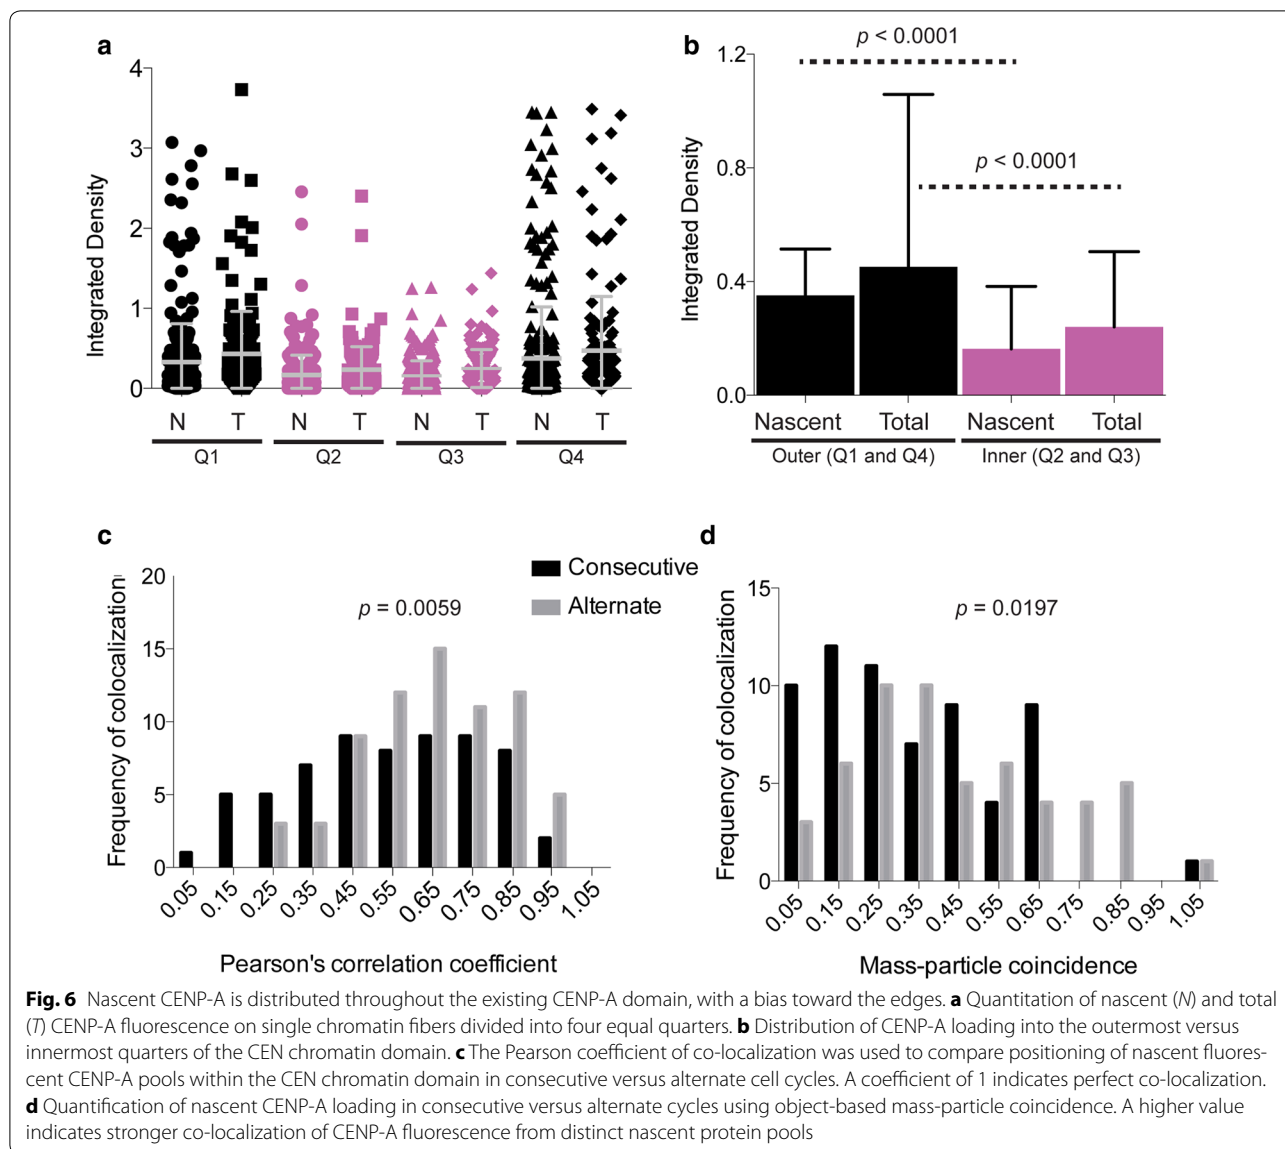 a
Integrated Density
4
3
2
1
0
N T N T N T N T
Q1 Q2 Q3 Q4
b
Integrated Density
1.2
0.8
0.4
0.0
p < 0.0001
p < 0.0001
Nascent Total Nascent Total
Outer (Q1 and Q4) Inner (Q2 and Q3)
c
Frequency of colocalization
20
15
10
5
0
p = 0.0059
Consecutive
Alternate
0.05 0.15 0.25 0.35 0.45 0.55 0.65 0.75 0.85 0.95 1.05
Pearson's correlation coefficient
d
Frequency of colocalization
15
10
5
0
p = 0.0197
0.05 0.15 0.25 0.35 0.45 0.55 0.65 0.75 0.85 0.95 1.05
Mass-particle coincidence
Fig. 6 Nascent CENP-A is distributed throughout the existing CENP-A domain, with a bias toward the edges. a Quantitation of nascent (N) and total
(T) CENP-A fluorescence on single chromatin fibers divided into four equal quarters. b Distribution of CENP-A loading into the outermost versus
innermost quarters of the CEN chromatin domain. c The Pearson coefficient of co-localization was used to compare positioning of nascent fluores-
cent CENP-A pools within the CEN chromatin domain in consecutive versus alternate cell cycles. A coefficient of 1 indicates perfect co-localization.
d Quantification of nascent CENP-A loading in consecutive versus alternate cycles using object-based mass-particle coincidence. A higher value
indicates stronger co-localization of CENP-A fluorescence from distinct nascent protein pools